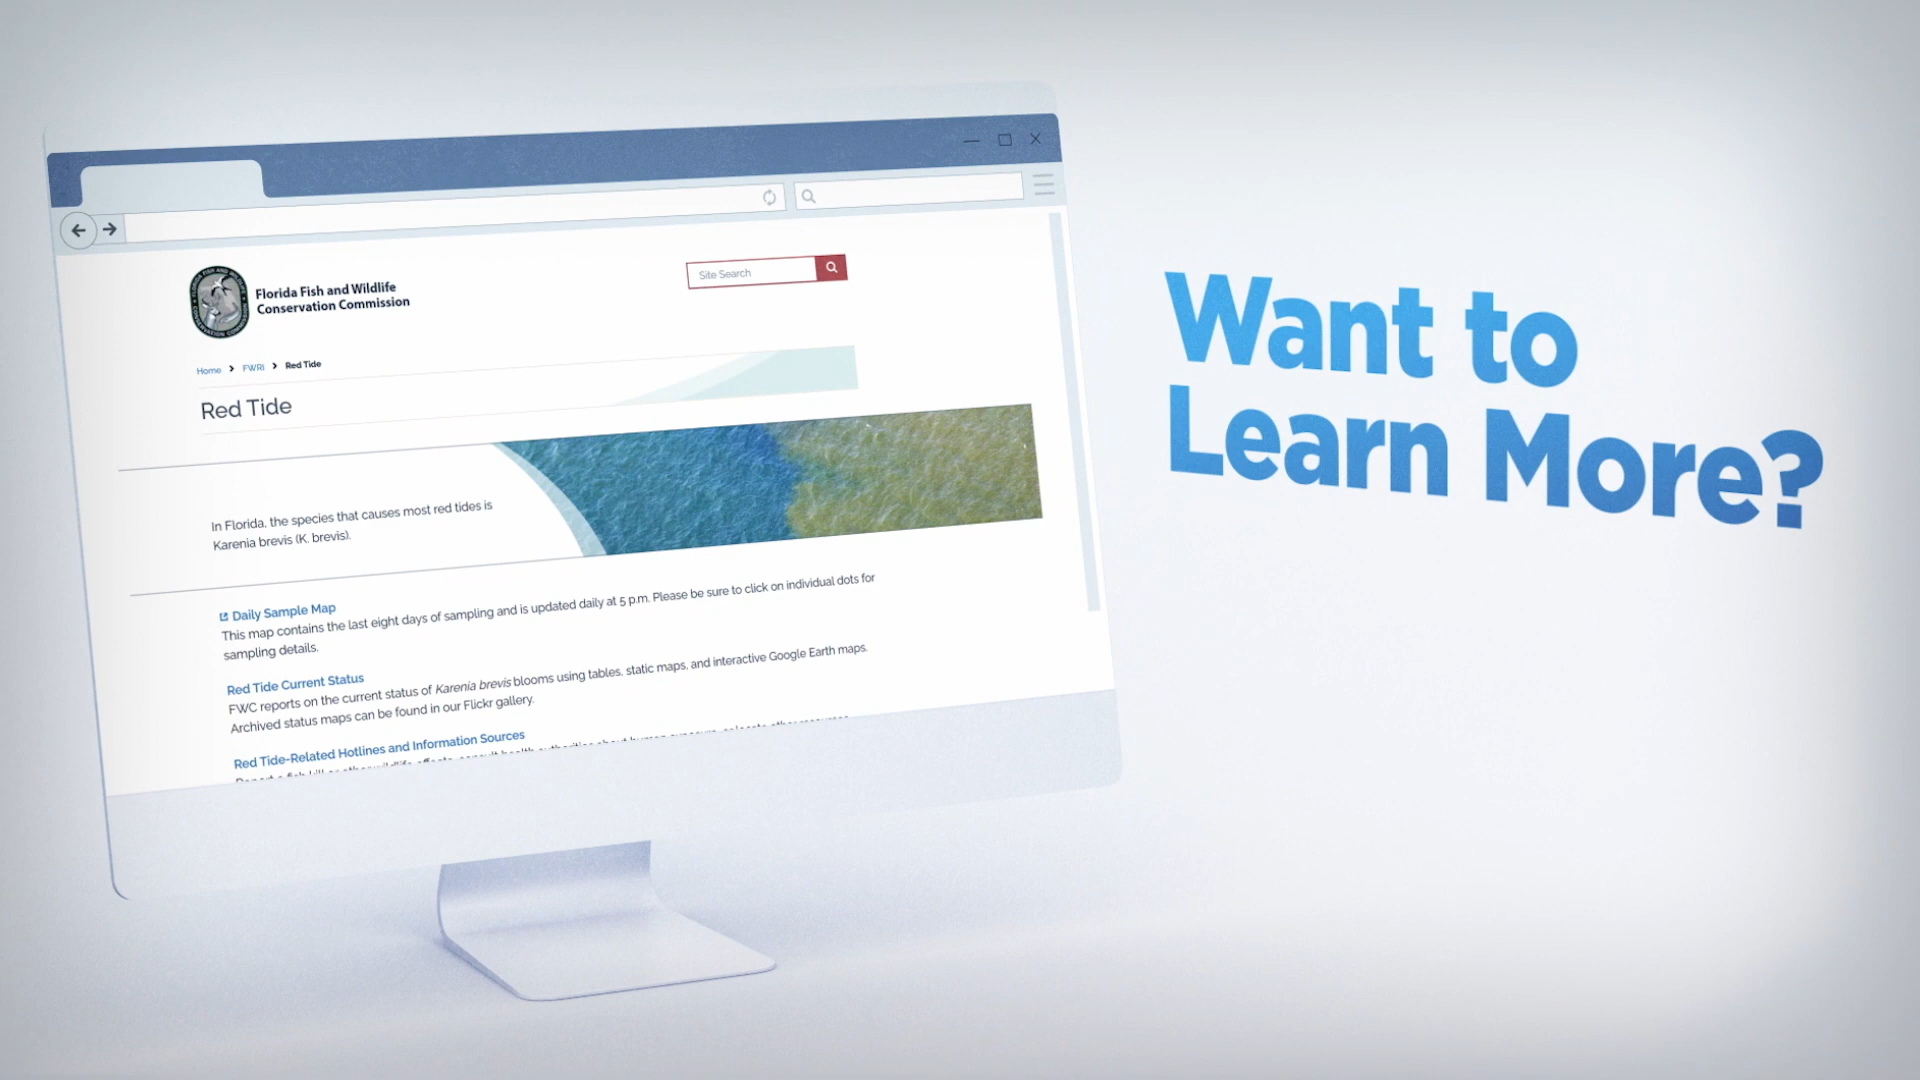 Florida Fish and Wildlife
Conservation Commission
Site Search
Home > FWRI > Red Tide
Red Tide
In Florida, the species that causes most red tides is
Karenia brevis (K. brevis).
Daily Sample Map
This map contains the last eight days of sampling and is updated daily at 5 p.m. Please be sure to click on individual dots for
sampling details.
Red Tide Current Status
FWC reports on the current status of Karenia brevis blooms using tables, static maps, and interactive Google Earth maps.
Archived status maps can be found in our Flickr gallery.
Red Tide-Related Hotlines and Information Sources
Want to
Learn More?